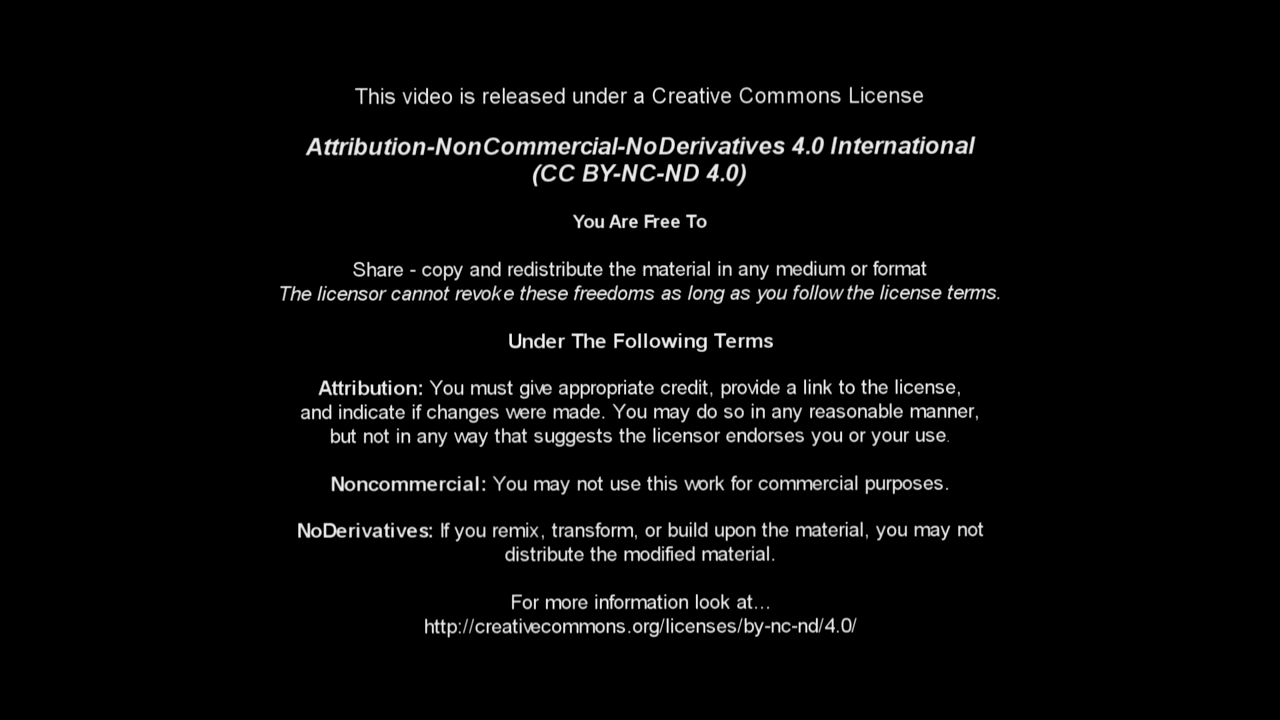 This video is released under a Creative Commons License
Attribution-NonCommercial-NoDerivatives 4.0 International
(CC BY-NC-ND 4.0)
You Are Free To
Share - copy and redistribute the material in any medium or format
The licensor cannot revoke these freedoms as long as you follow the license terms.
Under The Following Terms
Attribution: You must give appropriate credit, provide a link to the license,
and indicate if changes were made. You may do so in any reasonable manner,
but not in any way that suggests the licensor endorses you or your use.
Noncommercial: You may not use this work for commercial purposes.
NoDerivatives: If you remix, transform, or build upon the material, you may not
distribute the modified material.
For more information look at...
http://creativecommons.org/licenses/by-nc-nd/4.0/